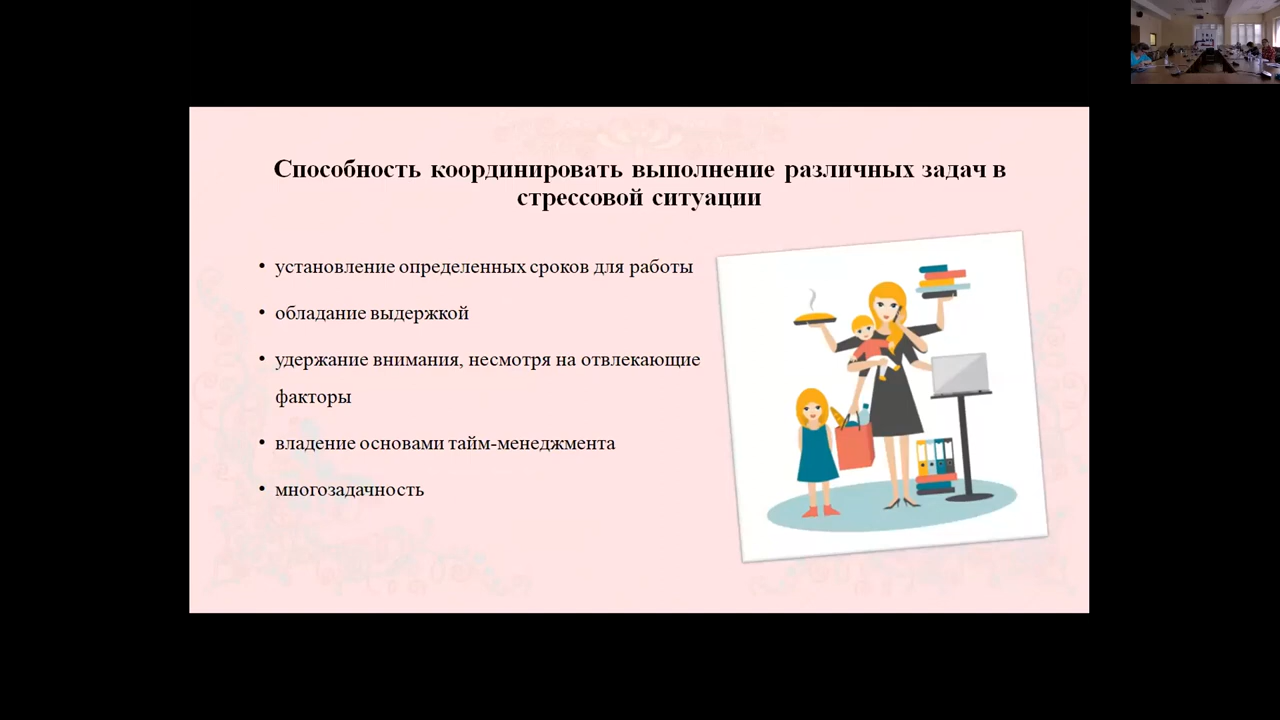 Способность координировать выполнение различных задач в
стрессовой ситуации
• установление определенных сроков для работы
• обладание выдержкой
• удержание внимания, несмотря на отвлекающие
факторы
• владение основами тайм-менеджмента
• многозадачность